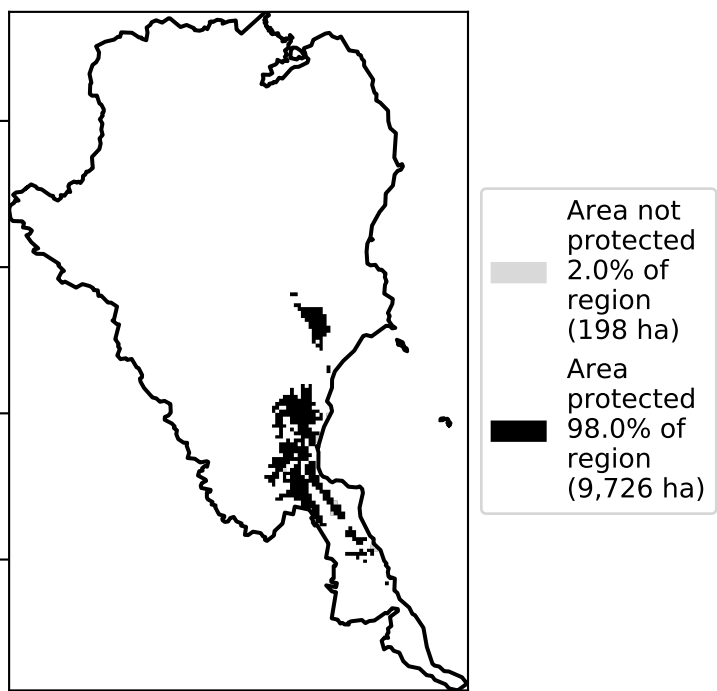 Area not
protected
2.0% of
region
(198 ha)
Area
protected
98.0% of
region
(9,726 ha)